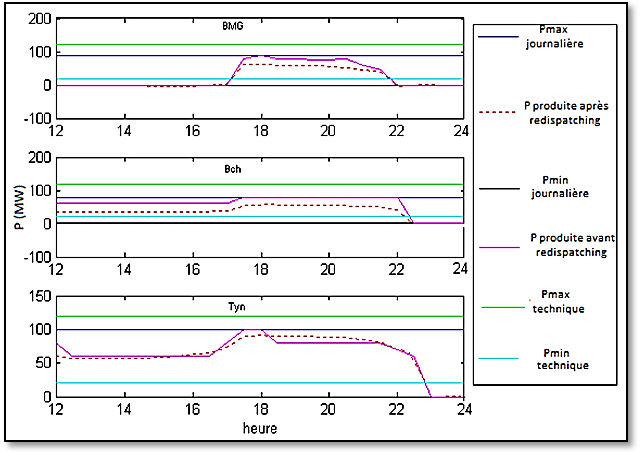 BMG
200
100
0
-100
12
14
16
18
20
22
24
Bch
200
100
0
-100
12
14
16
18
20
22
24
P (MW)
Tyn
150
100
50
0
12
14
16
18
20
22
24
heure
Pmax
journalière
P produite après
redispatching
Pmin
journalière
P produite avant
redispatching
Pmax
technique
Pmin
technique